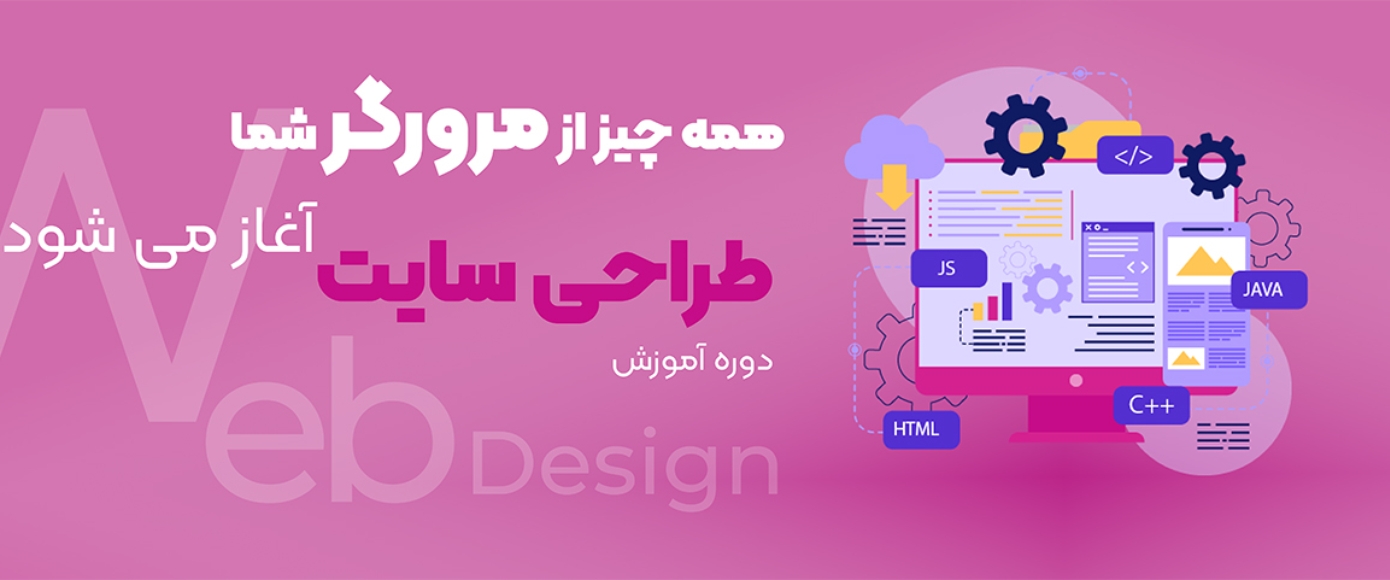 همه چیز از مرورگر شما
آغاز می شود
طراحی سایت
دوره آموزش
Web
Design
</>
JS
JAVA
C++
HTML